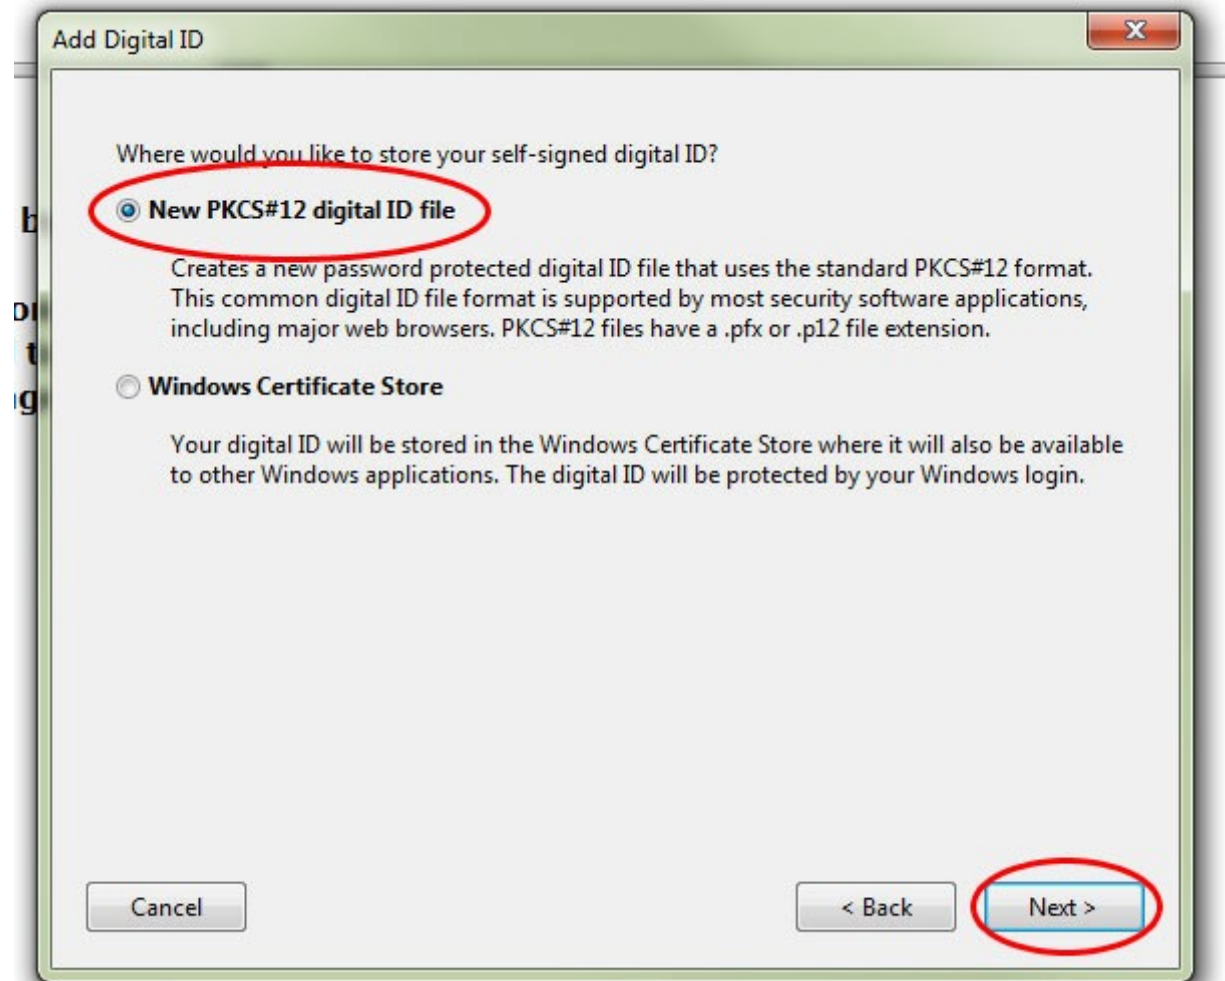 Add Digital ID
Where would you like to store your self-signed digital ID?
New PKCS#12 digital ID file
Creates a new password protected digital ID file that uses the standard PKCS#12 format.
This common digital ID file format is supported by most security software applications,
including major web browsers. PKCS#12 files have a .pfx or .p12 file extension.
Windows Certificate Store
Your digital ID will be stored in the Windows Certificate Store where it will also be available
to other Windows applications. The digital ID will be protected by your Windows login.
Cancel
< Back
Next >